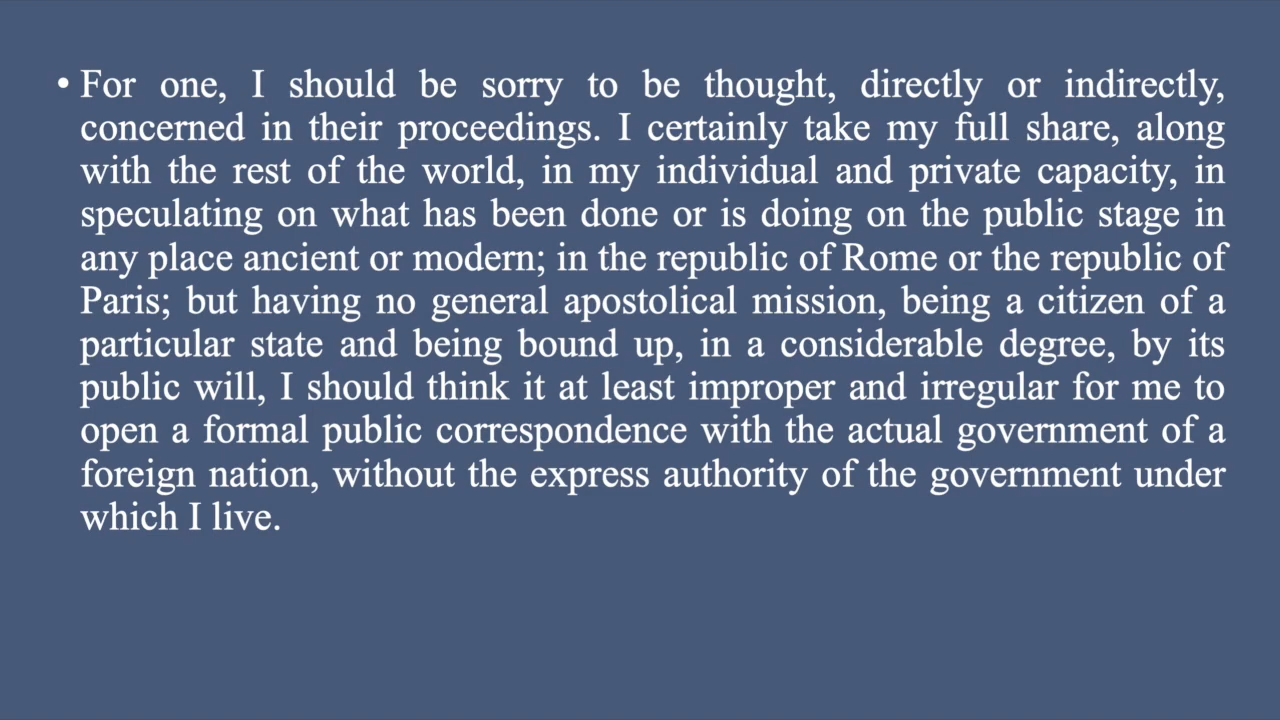 • For one, I should be sorry to be thought, directly or indirectly,
concerned in their proceedings. I certainly take my full share, along
with the rest of the world, in my individual and private capacity, in
speculating on what has been done or is doing on the public stage in
any place ancient or modern; in the republic of Rome or the republic of
Paris; but having no general apostolical mission, being a citizen of a
particular state and being bound up, in a considerable degree, by its
public will, I should think it at least improper and irregular for me to
open a formal public correspondence with the actual government of a
foreign nation, without the express authority of the government under
which I live.